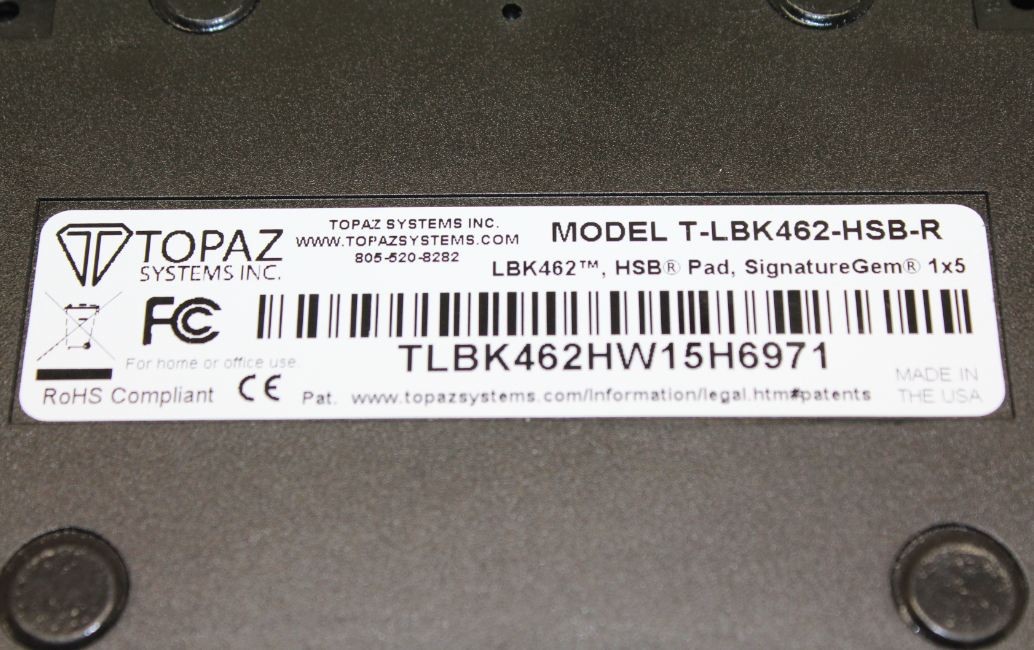 TOPAZ
SYSTEMS INC.
TOPAZ SYSTEMS INC.
WWW.TOPAZSYSTEMS.COM
805-520-8282
MODEL T-LBK462-HSB-R
LBK462™, HSB® Pad, SignatureGem® 1x5
FC
For home or office use.
TLBK462HW15H6971
RoHS Compliant
CE
Pat. www.topazsystems.com/Information/legal.htm#patents
MADE IN
THE USA